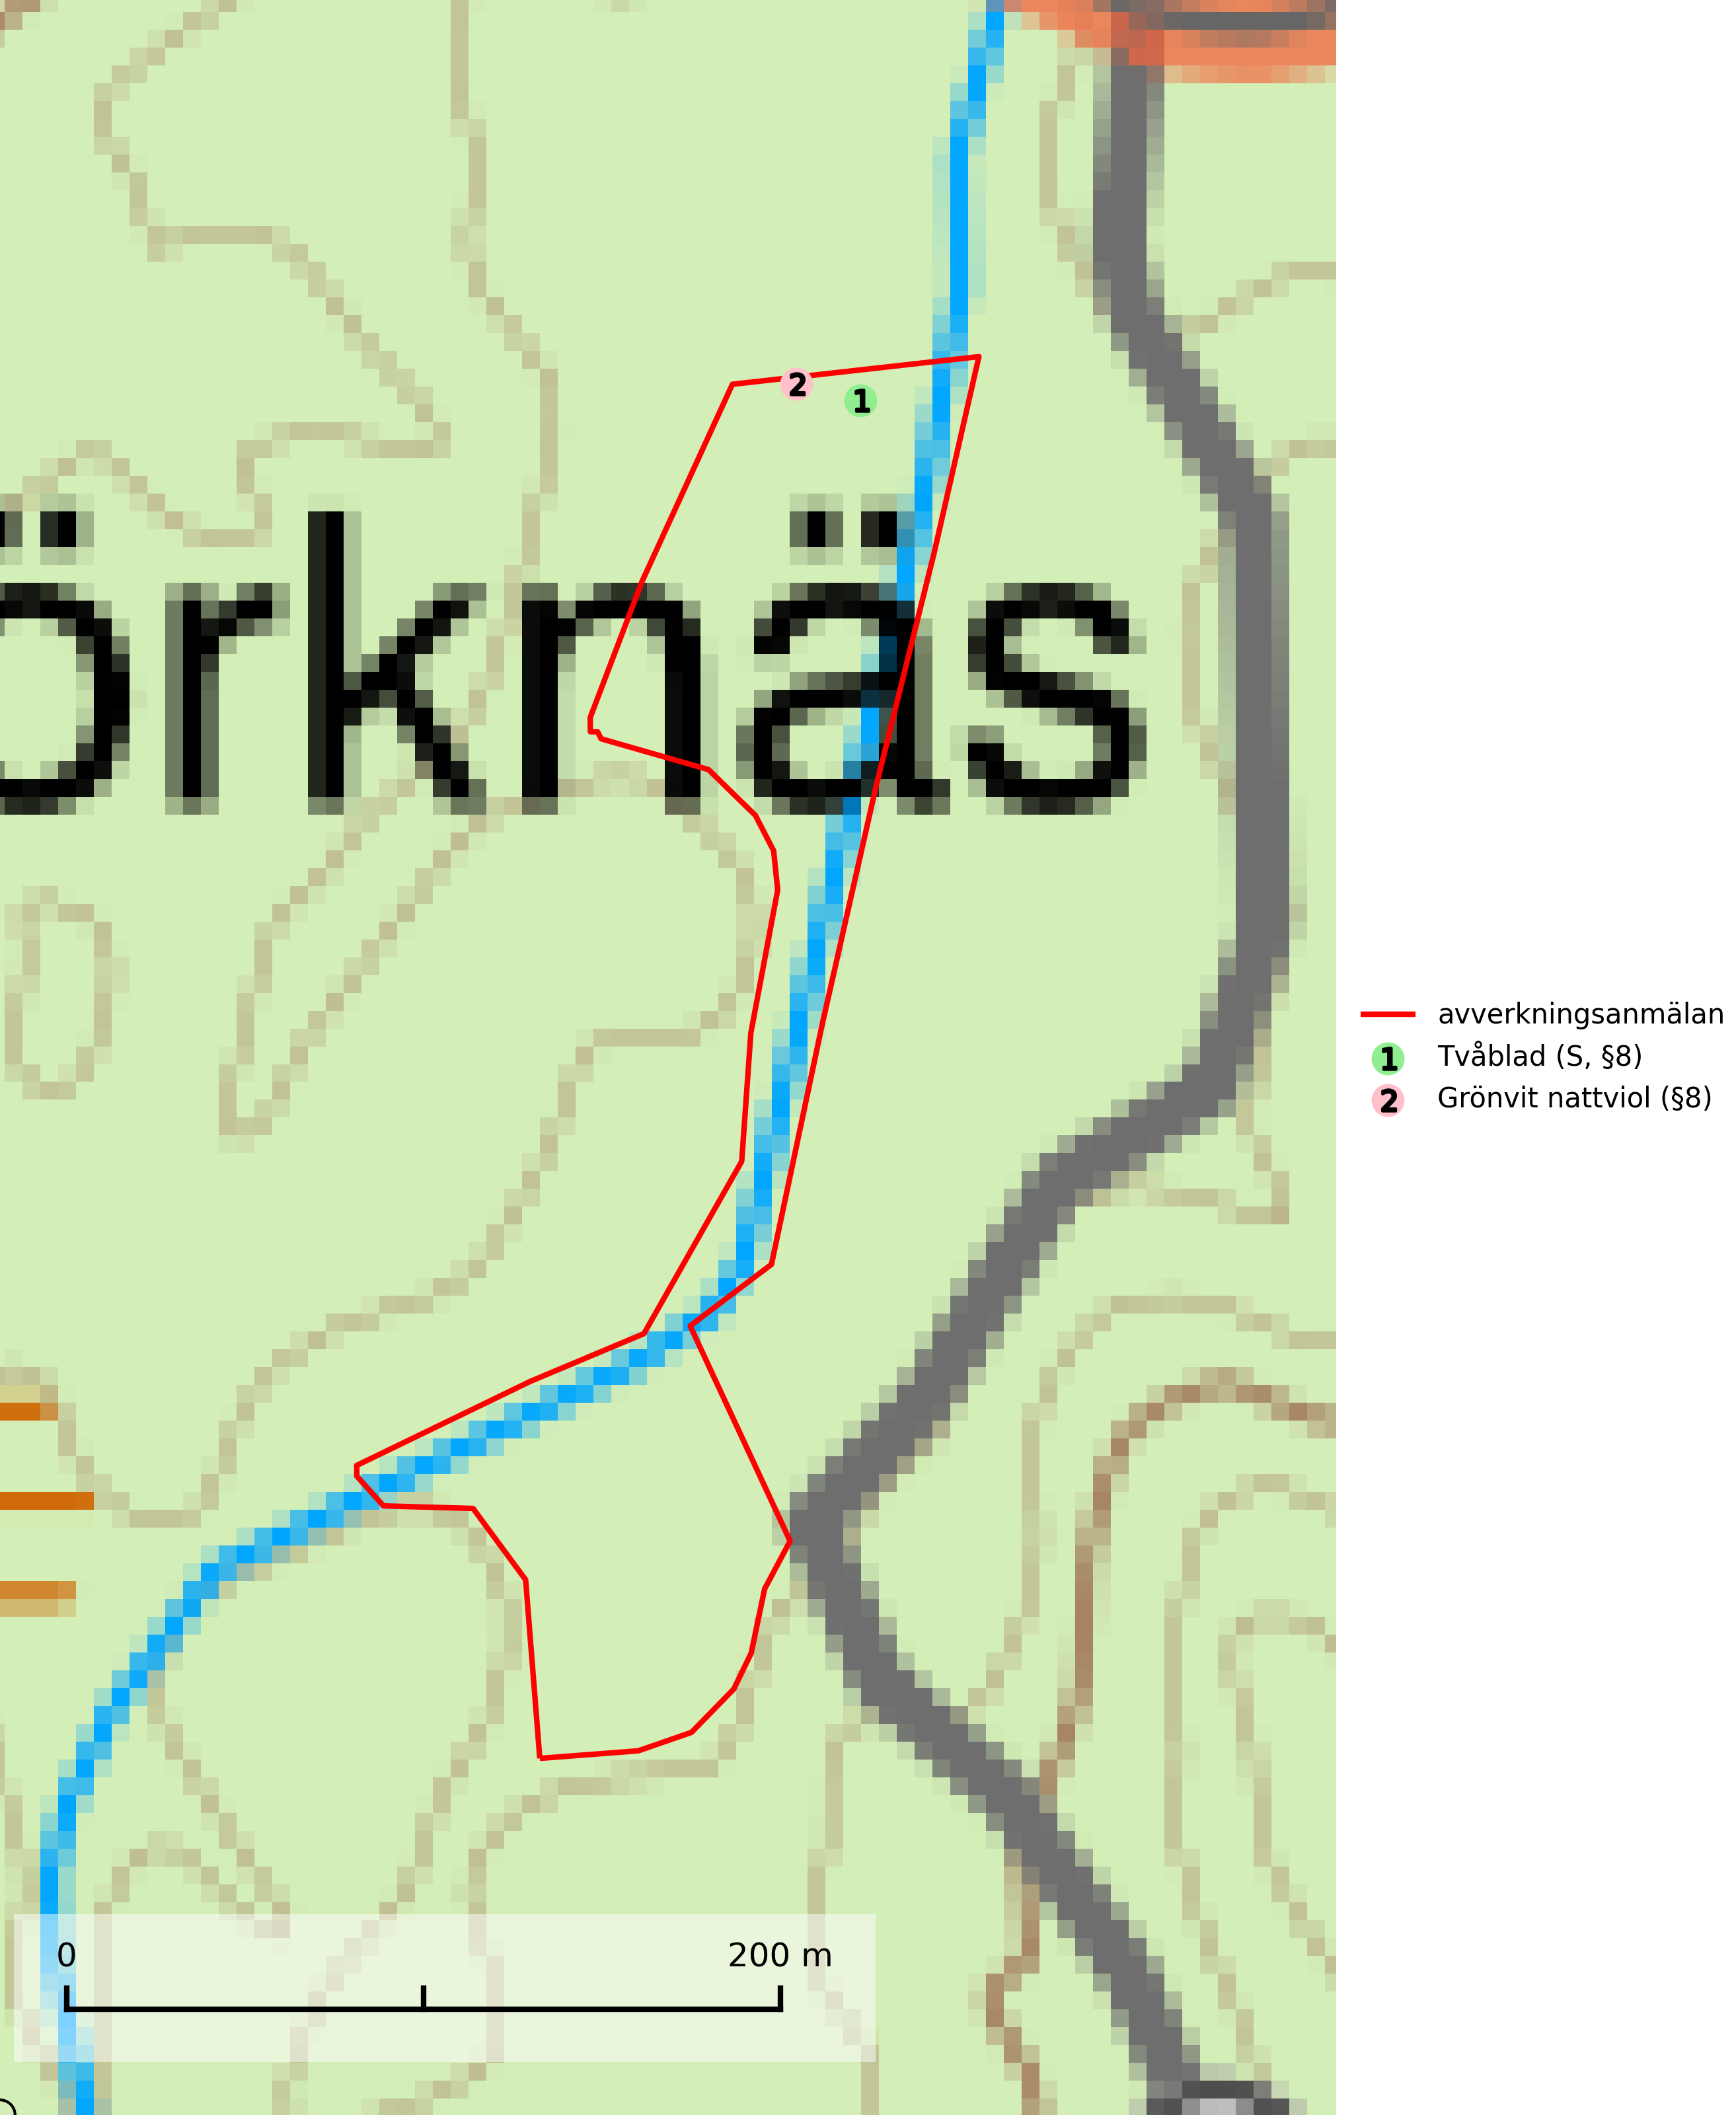 2
1
örknäs
avverkningsanmälan
1 Tvåblad (S, §8)
2 Grönvit nattviol (§8)
0 200 m